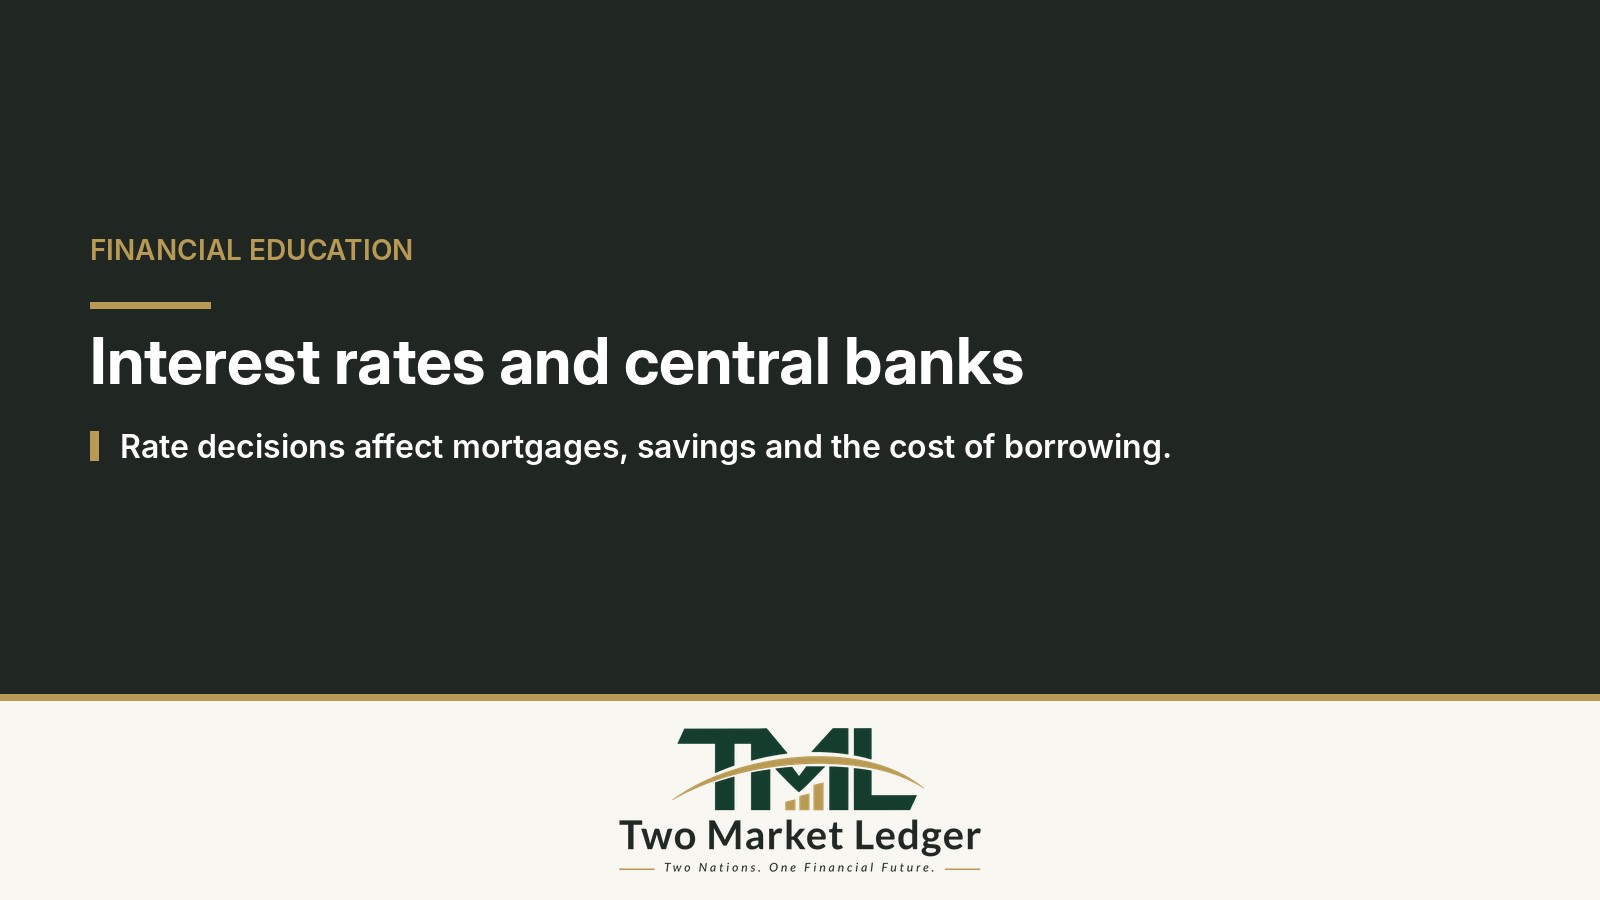 FINANCIAL EDUCATION
Interest rates and central banks
Rate decisions affect mortgages, savings and the cost of borrowing.
TML
Two Market Ledger
Two Nations. One Financial Future.